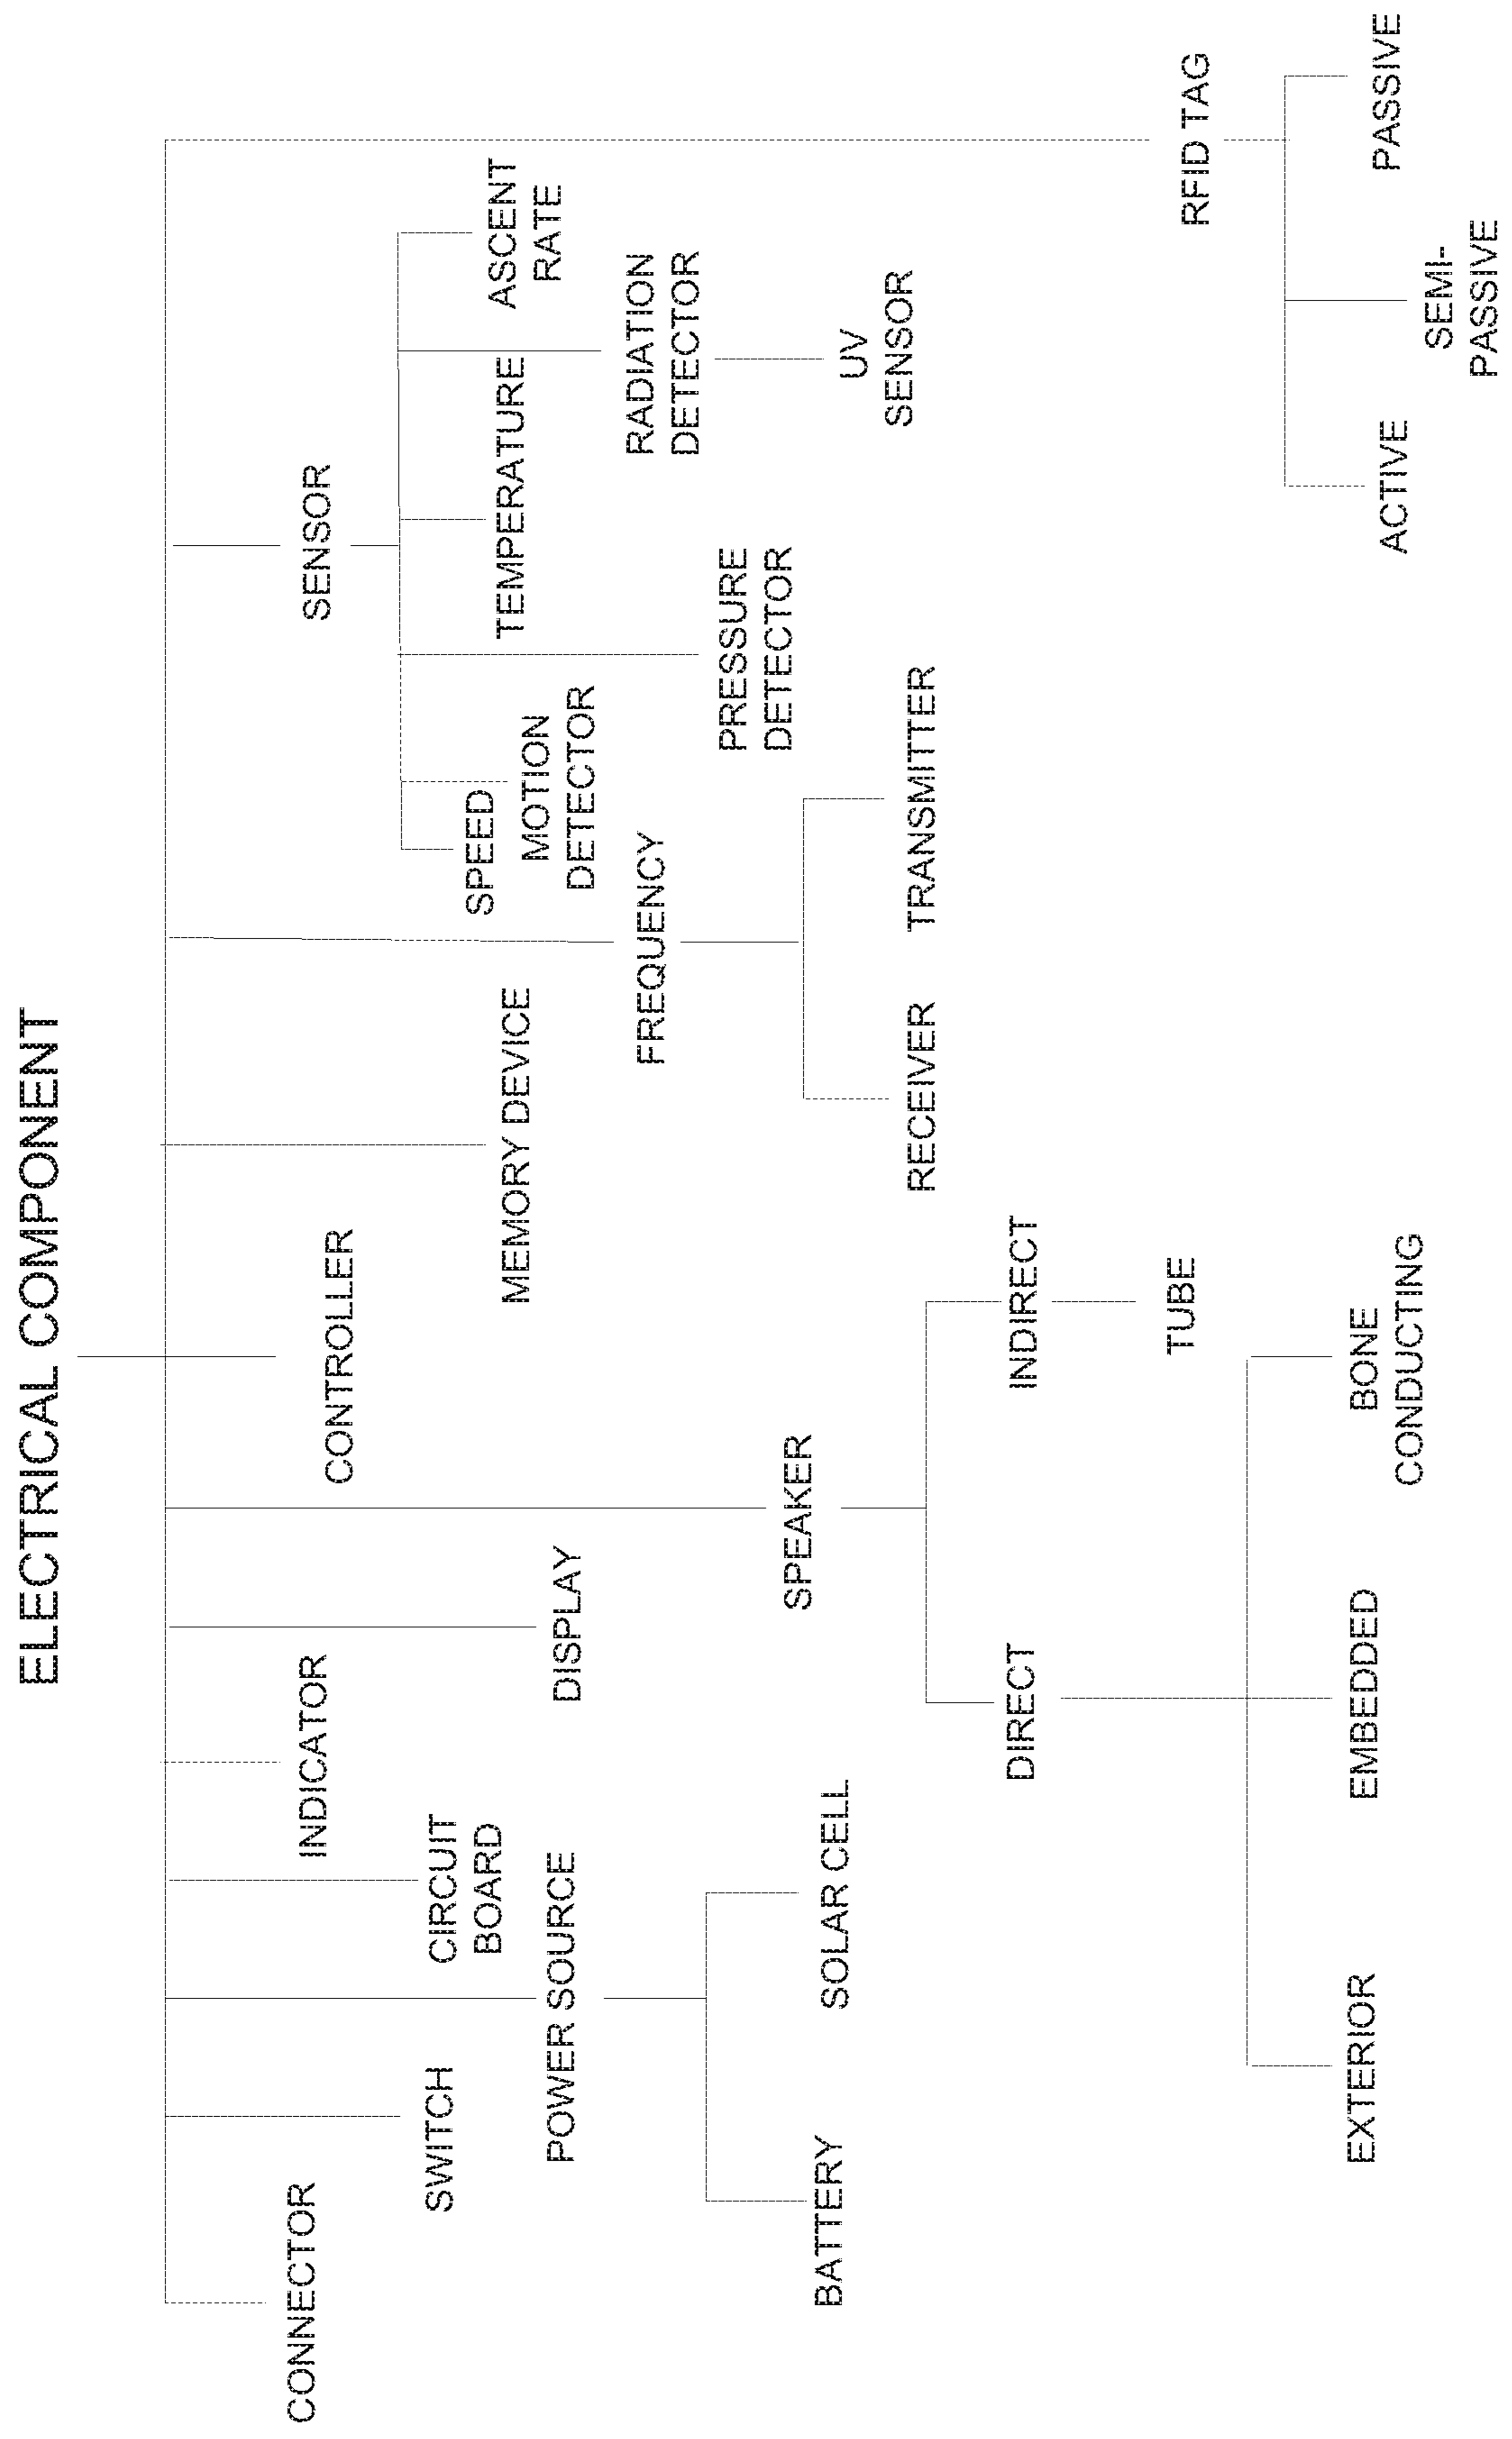 ELECTRICAL COMPONENT
CONNECTOR
SWITCH
POWER SOURCE
BATTERY
SOLAR CELL
CIRCUIT
BOARD
INDICATOR
DISPLAY
SPEAKER
DIRECT
EXTERIOR
EMBEDDED
BONE
CONDUCTING
INDIRECT
TUBE
CONTROLLER
MEMORY DEVICE
FREQUENCY
RECEIVER
TRANSMITTER
SENSOR
SPEED
MOTION
DETECTOR
PRESSURE
DETECTOR
TEMPERATURE
RADIATION
DETECTOR
UV
SENSOR
ASCENT
RATE
RFID TAG
ACTIVE
SEMI-
PASSIVE
PASSIVE